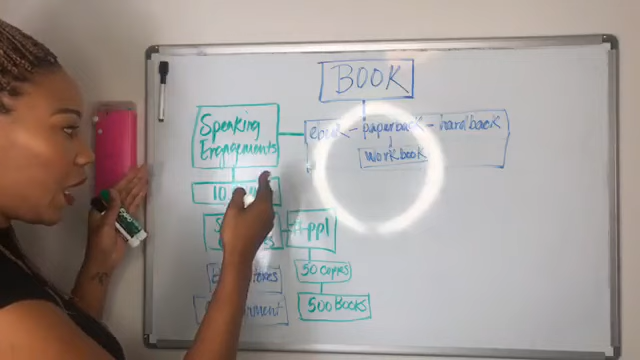 BOOK
Speaking
Engagements
ebook - paperback - hardback
workbook
10
# ppl
50 copies
500 Books